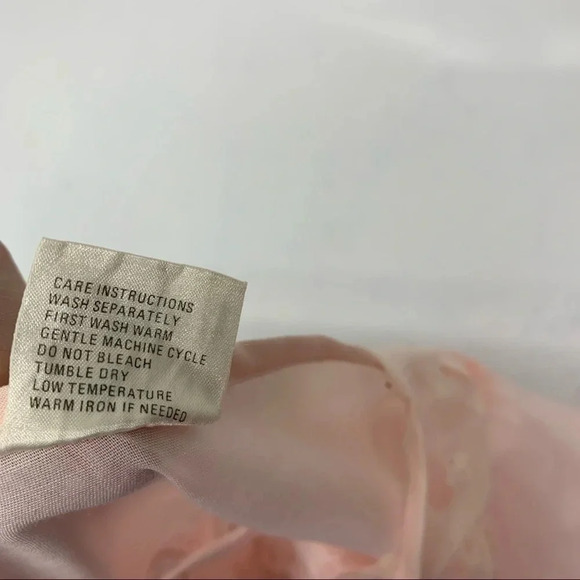 CARE INSTRUCTIONS
WASH SEPARATELY
FIRST WASH WARM
GENTLE MACHINE CYCLE
DO NOT BLEACH
TUMBLE DRY
LOW TEMPERATURE
WARM IRON IF NEEDED